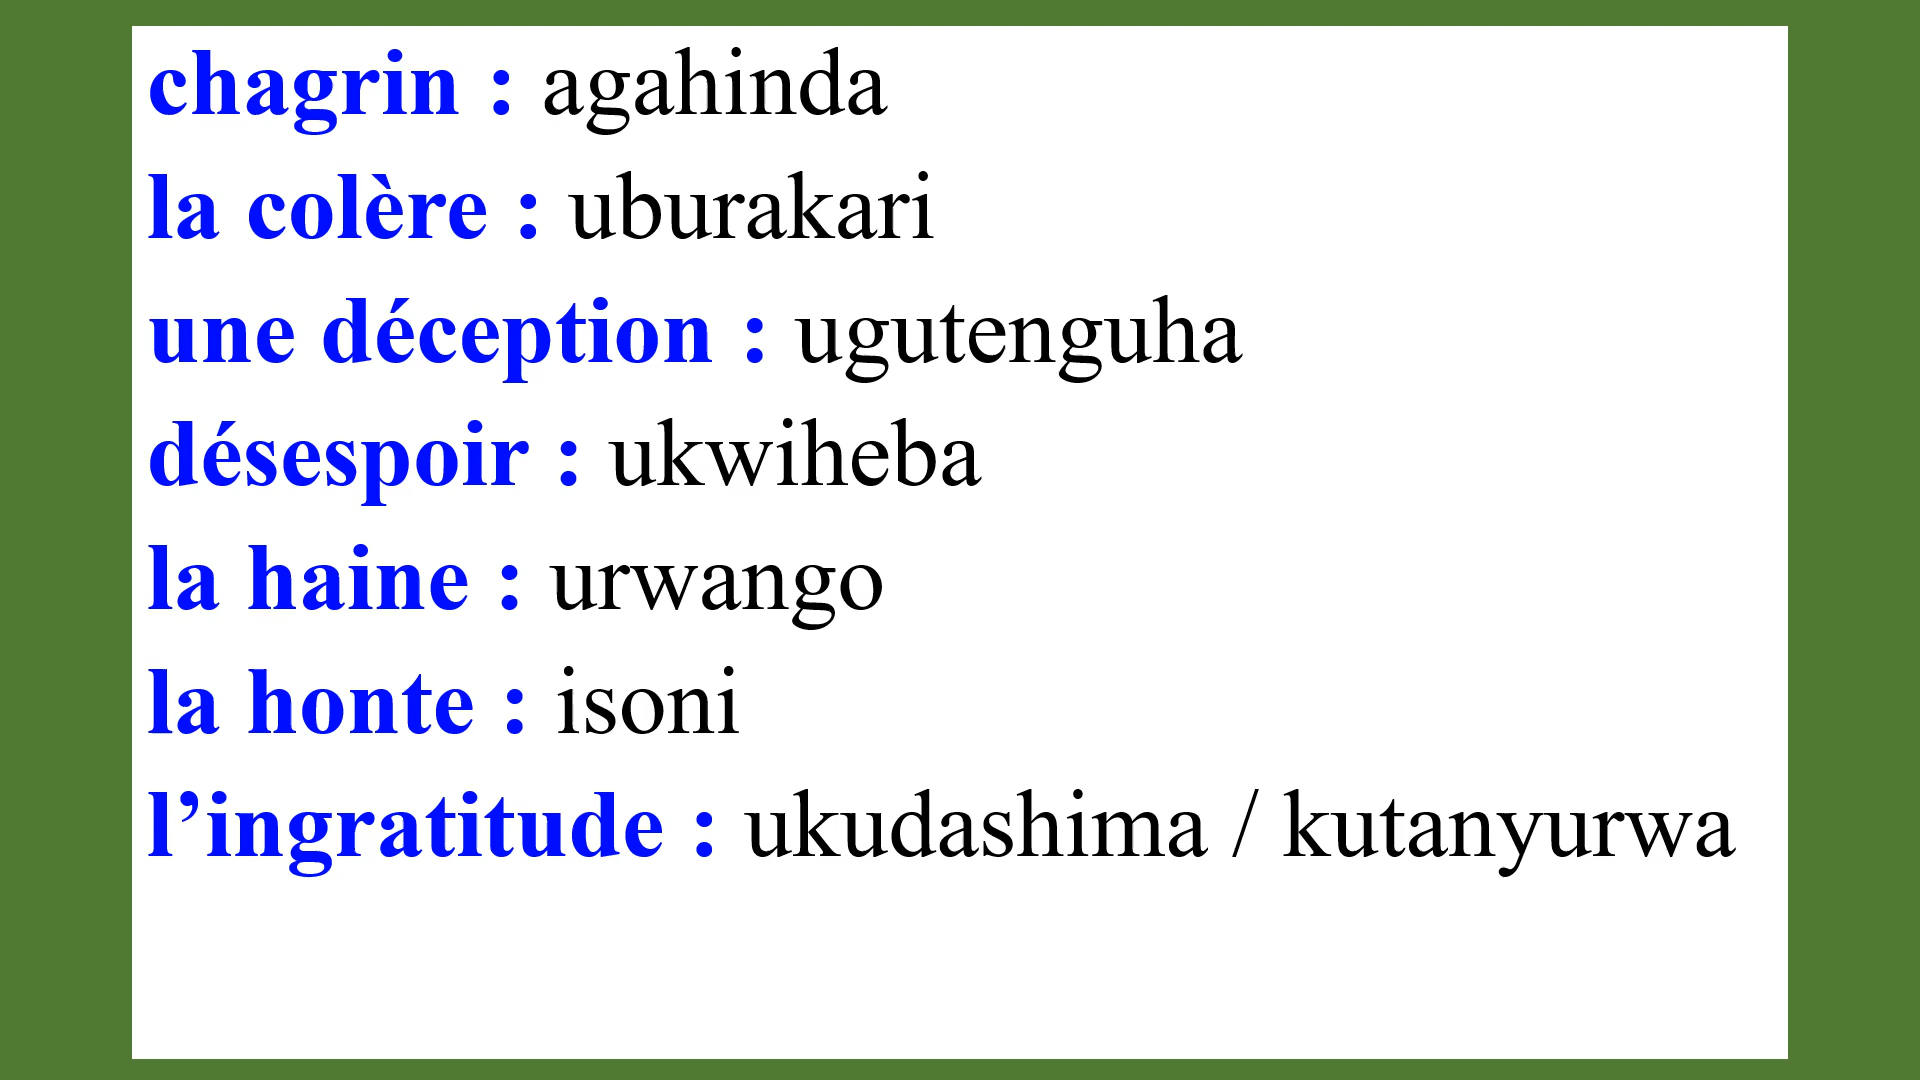 chagrin : agahinda
la colère : uburakari
une déception : ugutenguha
désespoir : ukwiheba
la haine : urwango
la honte : isoni
l’ingratitude : ukudashima / kutanyurwa